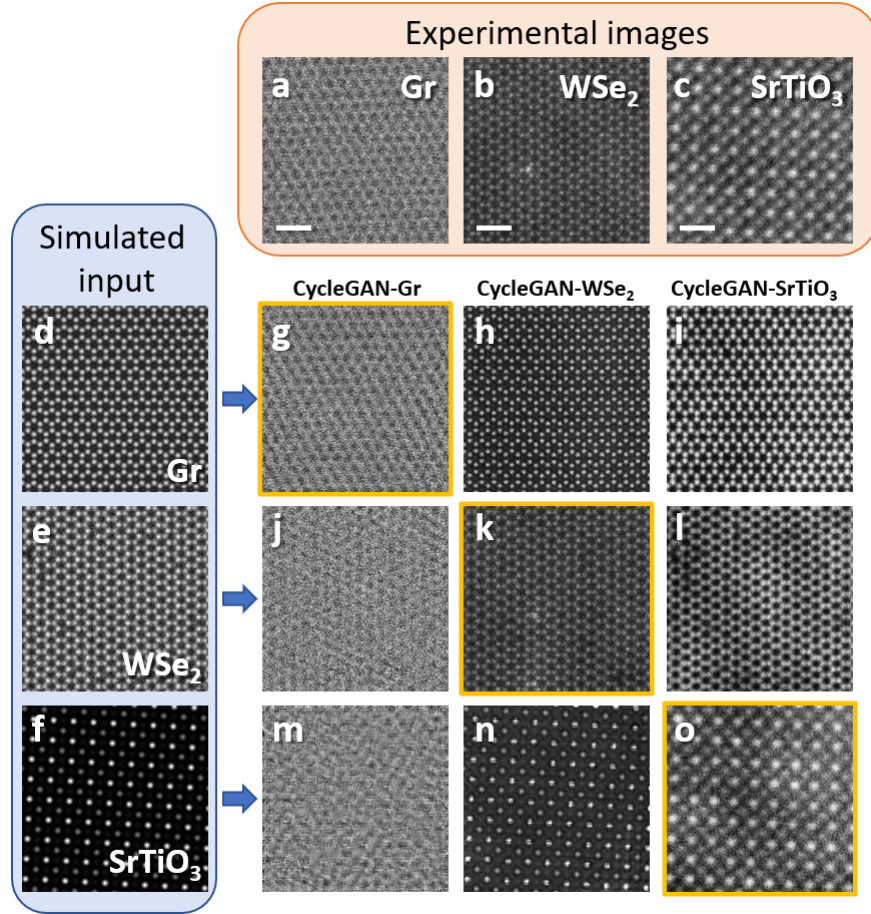 Experimental images
a Gr b WSe₂ c SrTiO₃
Simulated
input
CycleGAN-Gr CycleGAN-WSe₂ CycleGAN-SrTiO₃
d g h i
Gr
e j k l
WSe₂
f m n o
SrTiO₃